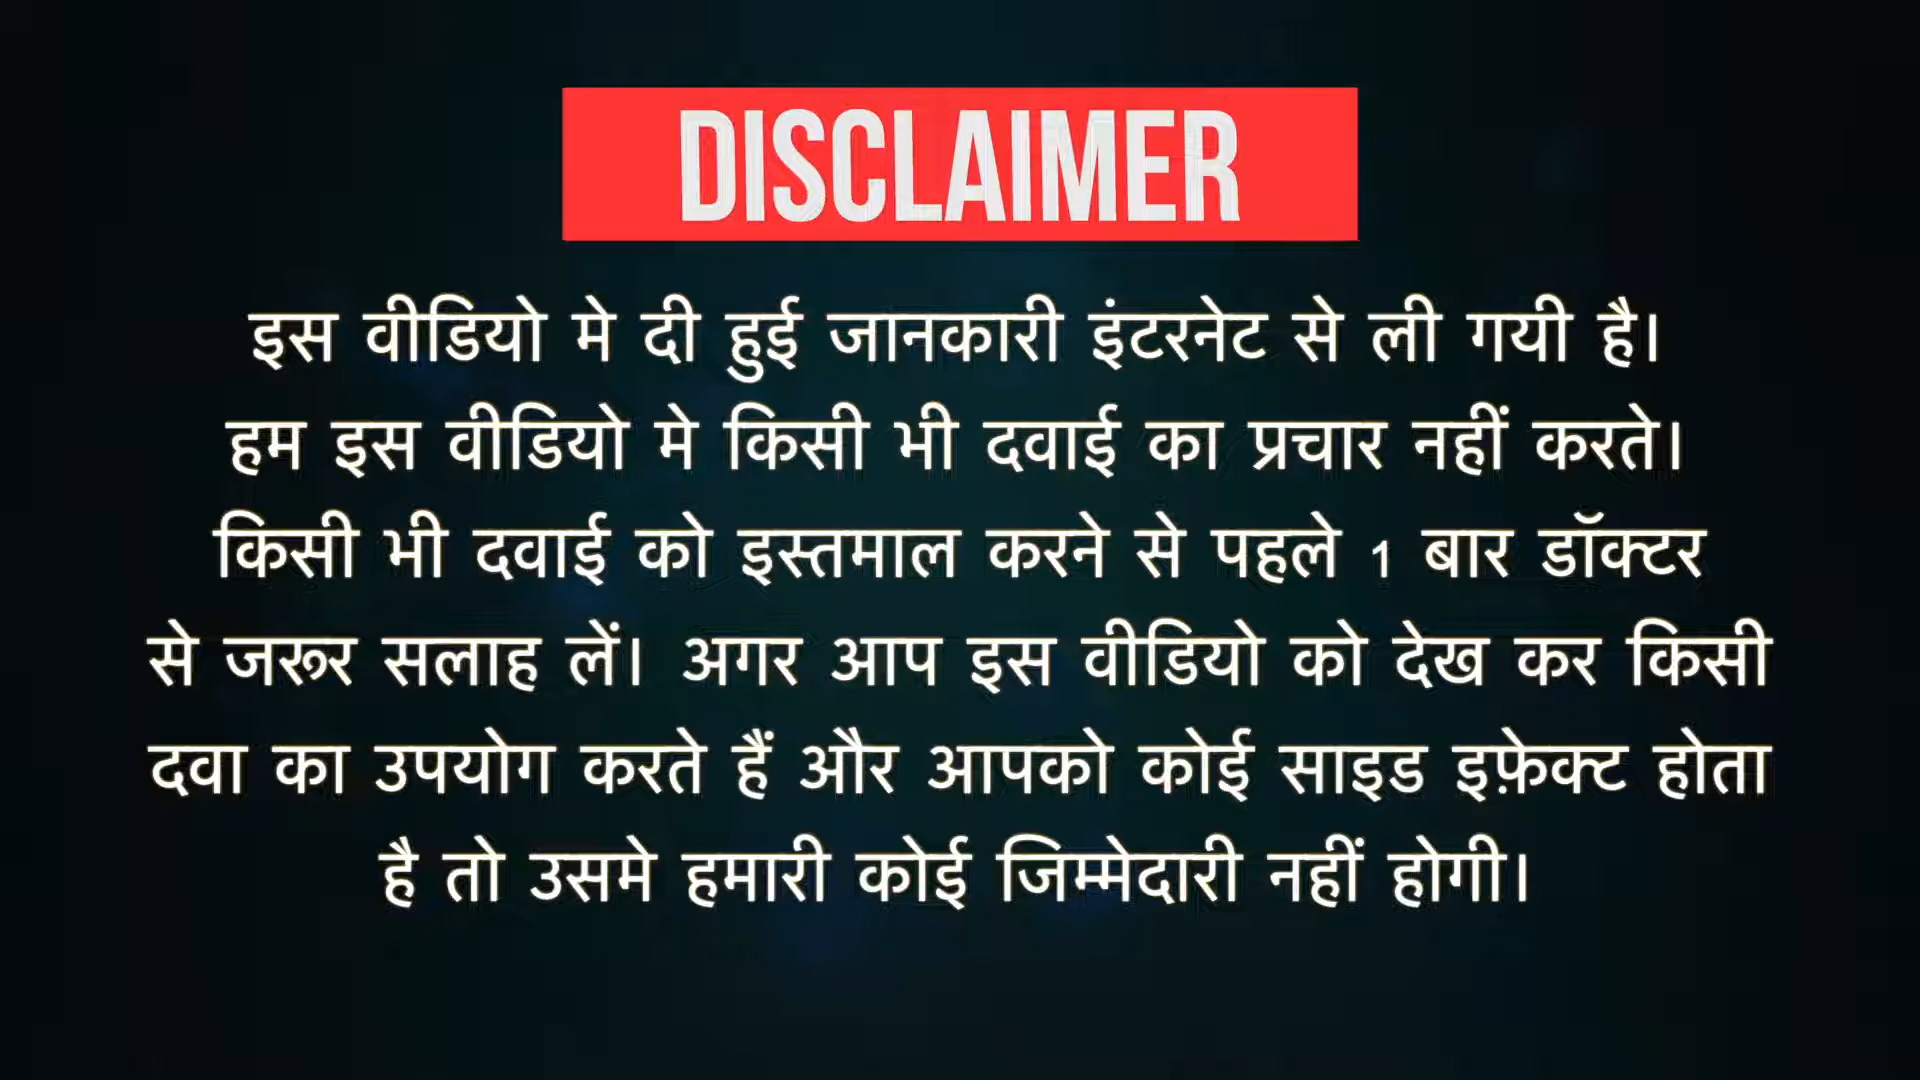 DISCLAIMER
इस वीडियो मे दी हुई जानकारी इंटरनेट से ली गयी है।
हम इस वीडियो मे किसी भी दवाई का प्रचार नहीं करते।
किसी भी दवाई को इस्तमाल करने से पहले 1 बार डॉक्टर
से जरूर सलाह लें। अगर आप इस वीडियो को देख कर किसी
दवा का उपयोग करते हैं और आपको कोई साइड इफ़ेक्ट होता
है तो उसमे हमारी कोई जिम्मेदारी नहीं होगी।